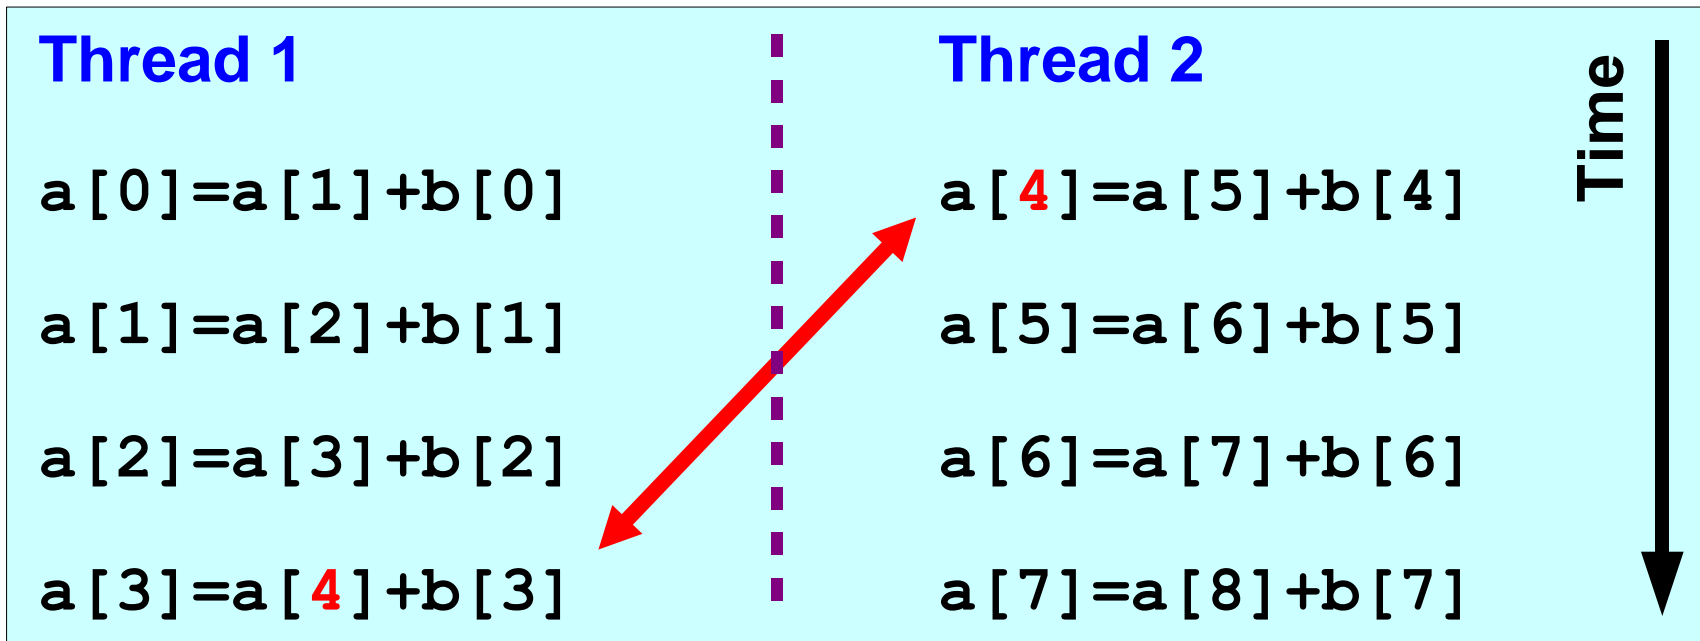 Thread 1
a[0]=a[1]+b[0]
a[1]=a[2]+b[1]
a[2]=a[3]+b[2]
a[3]=a[4]+b[3]
Thread 2
a[4]=a[5]+b[4]
a[5]=a[6]+b[5]
a[6]=a[7]+b[6]
a[7]=a[8]+b[7]
Time